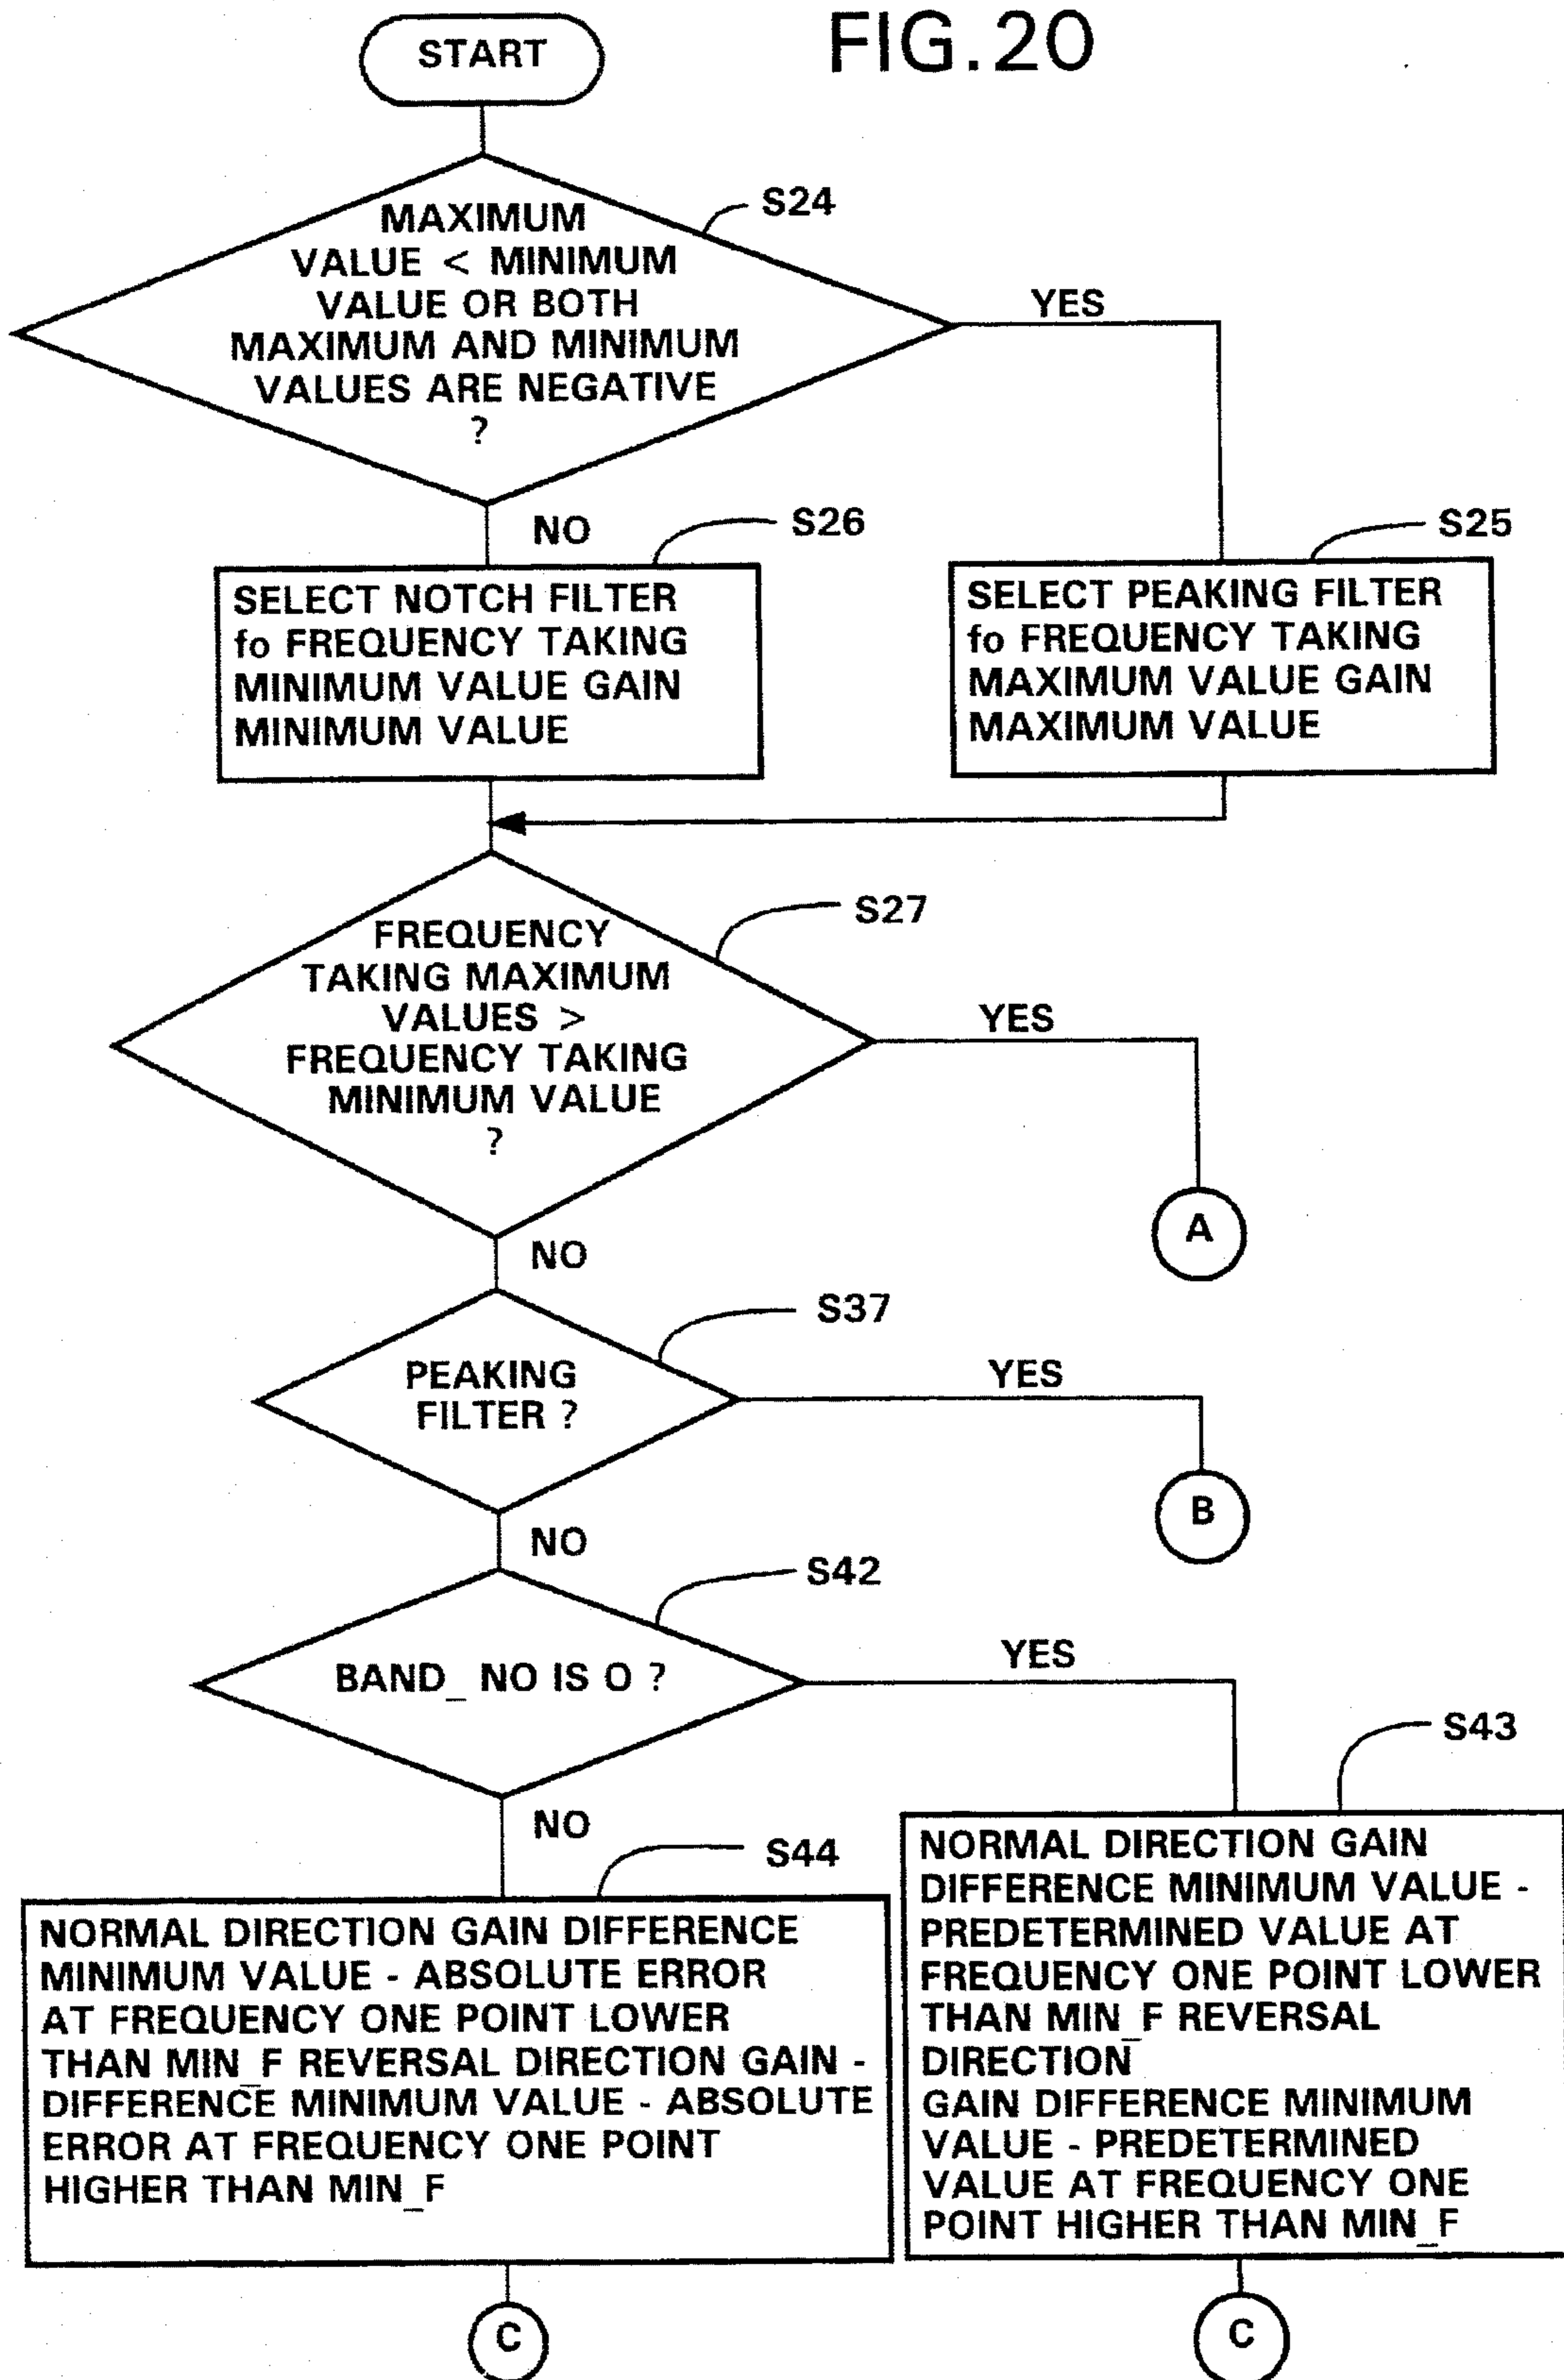 FIG.20
START
S24
MAXIMUM
VALUE < MINIMUM
VALUE OR BOTH
MAXIMUM AND MINIMUM
VALUES ARE NEGATIVE
?
YES
NO
S26
SELECT NOTCH FILTER
fo FREQUENCY TAKING
MINIMUM VALUE GAIN
MINIMUM VALUE
S25
SELECT PEAKING FILTER
fo FREQUENCY TAKING
MAXIMUM VALUE GAIN
MAXIMUM VALUE
S27
FREQUENCY
TAKING MAXIMUM
VALUES >
FREQUENCY TAKING
MINIMUM VALUE
?
YES
A
NO
S37
PEAKING
FILTER ?
YES
B
NO
S42
BAND_ NO IS O ?
YES
NO
S44
NORMAL DIRECTION GAIN DIFFERENCE
MINIMUM VALUE - ABSOLUTE ERROR
AT FREQUENCY ONE POINT LOWER
THAN MIN_F REVERSAL DIRECTION GAIN -
DIFFERENCE MINIMUM VALUE - ABSOLUTE
ERROR AT FREQUENCY ONE POINT
HIGHER THAN MIN_F
C
S43
NORMAL DIRECTION GAIN
DIFFERENCE MINIMUM VALUE -
PREDETERMINED VALUE AT
FREQUENCY ONE POINT LOWER
THAN MIN_F REVERSAL
DIRECTION
GAIN DIFFERENCE MINIMUM
VALUE - PREDETERMINED
VALUE AT FREQUENCY ONE
POINT HIGHER THAN MIN_F
C